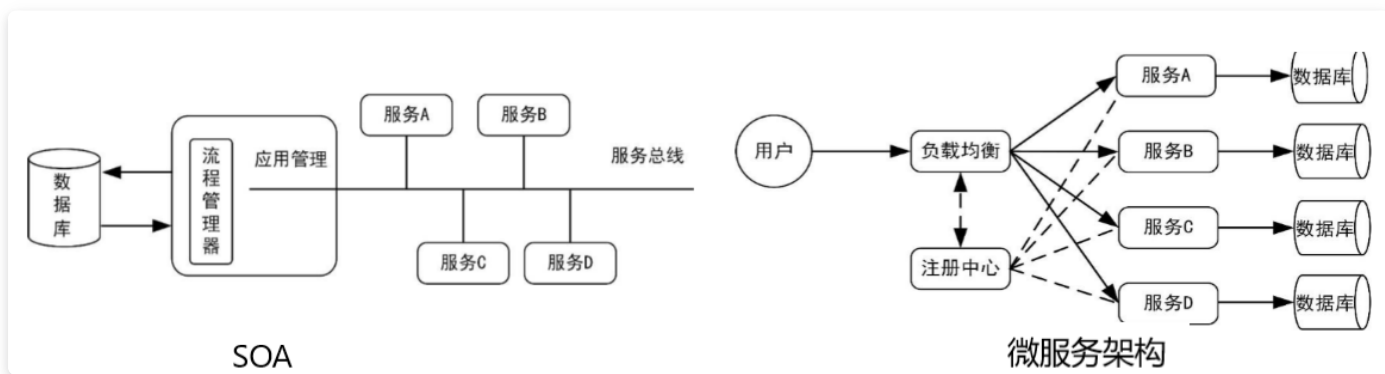 数据库
流程管理器
应用管理
服务A
服务B
服务总线
服务C
服务D
SOA
用户
负载均衡
注册中心
服务A
数据库
服务B
数据库
服务C
数据库
服务D
数据库
微服务架构